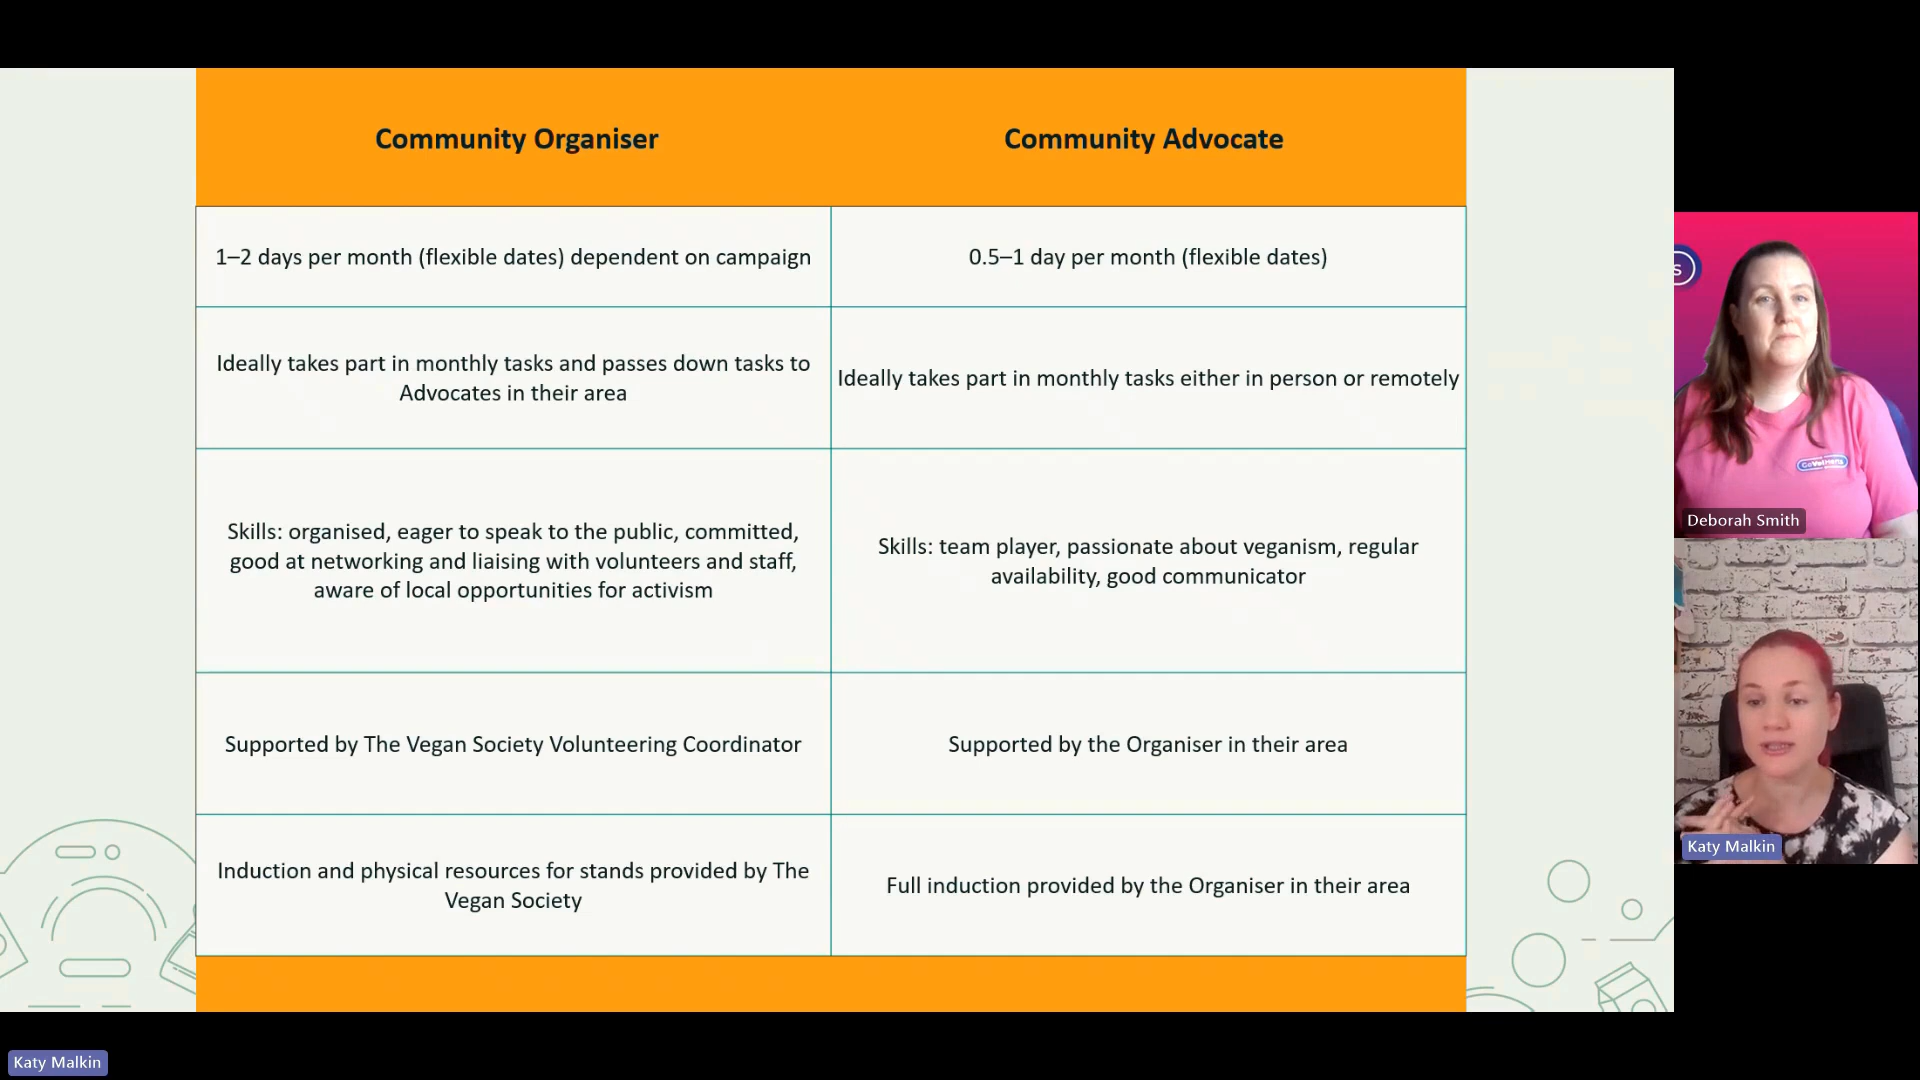 Community Organiser
Community Advocate
1–2 days per month (flexible dates) dependent on campaign
0.5–1 day per month (flexible dates)
Ideally takes part in monthly tasks and passes down tasks to
Advocates in their area
Ideally takes part in monthly tasks either in person or remotely
Skills: organised, eager to speak to the public, committed,
good at networking and liaising with volunteers and staff,
aware of local opportunities for activism
Skills: team player, passionate about veganism, regular
availability, good communicator
Supported by The Vegan Society Volunteering Coordinator
Supported by the Organiser in their area
Induction and physical resources for stands provided by The
Vegan Society
Full induction provided by the Organiser in their area
s
Deborah Smith
Katy Malkin
Katy Malkin